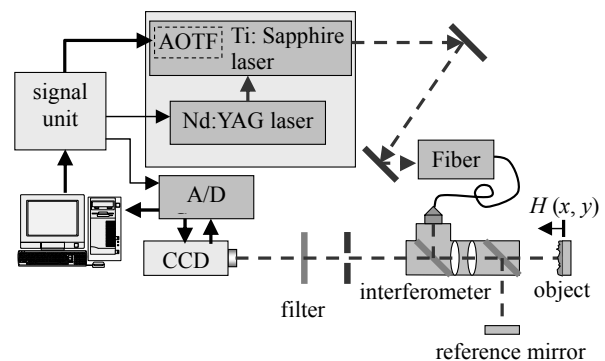 AOTF
Ti: Sapphire
laser
signal
unit
Nd:YAG laser
Fiber
A/D
H (x, y)
CCD
filter
interferometer
object
reference mirror